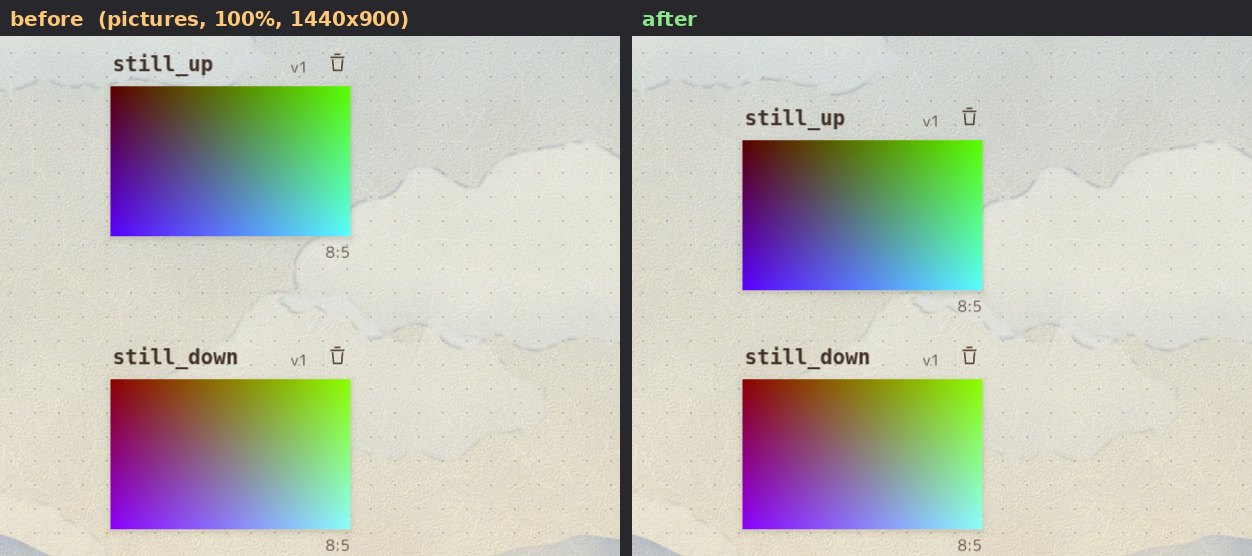 before (pictures, 100%, 1440x900)
still_up v1
8:5
still_down v1
8:5
after
still_up v1
8:5
still_down v1
8:5